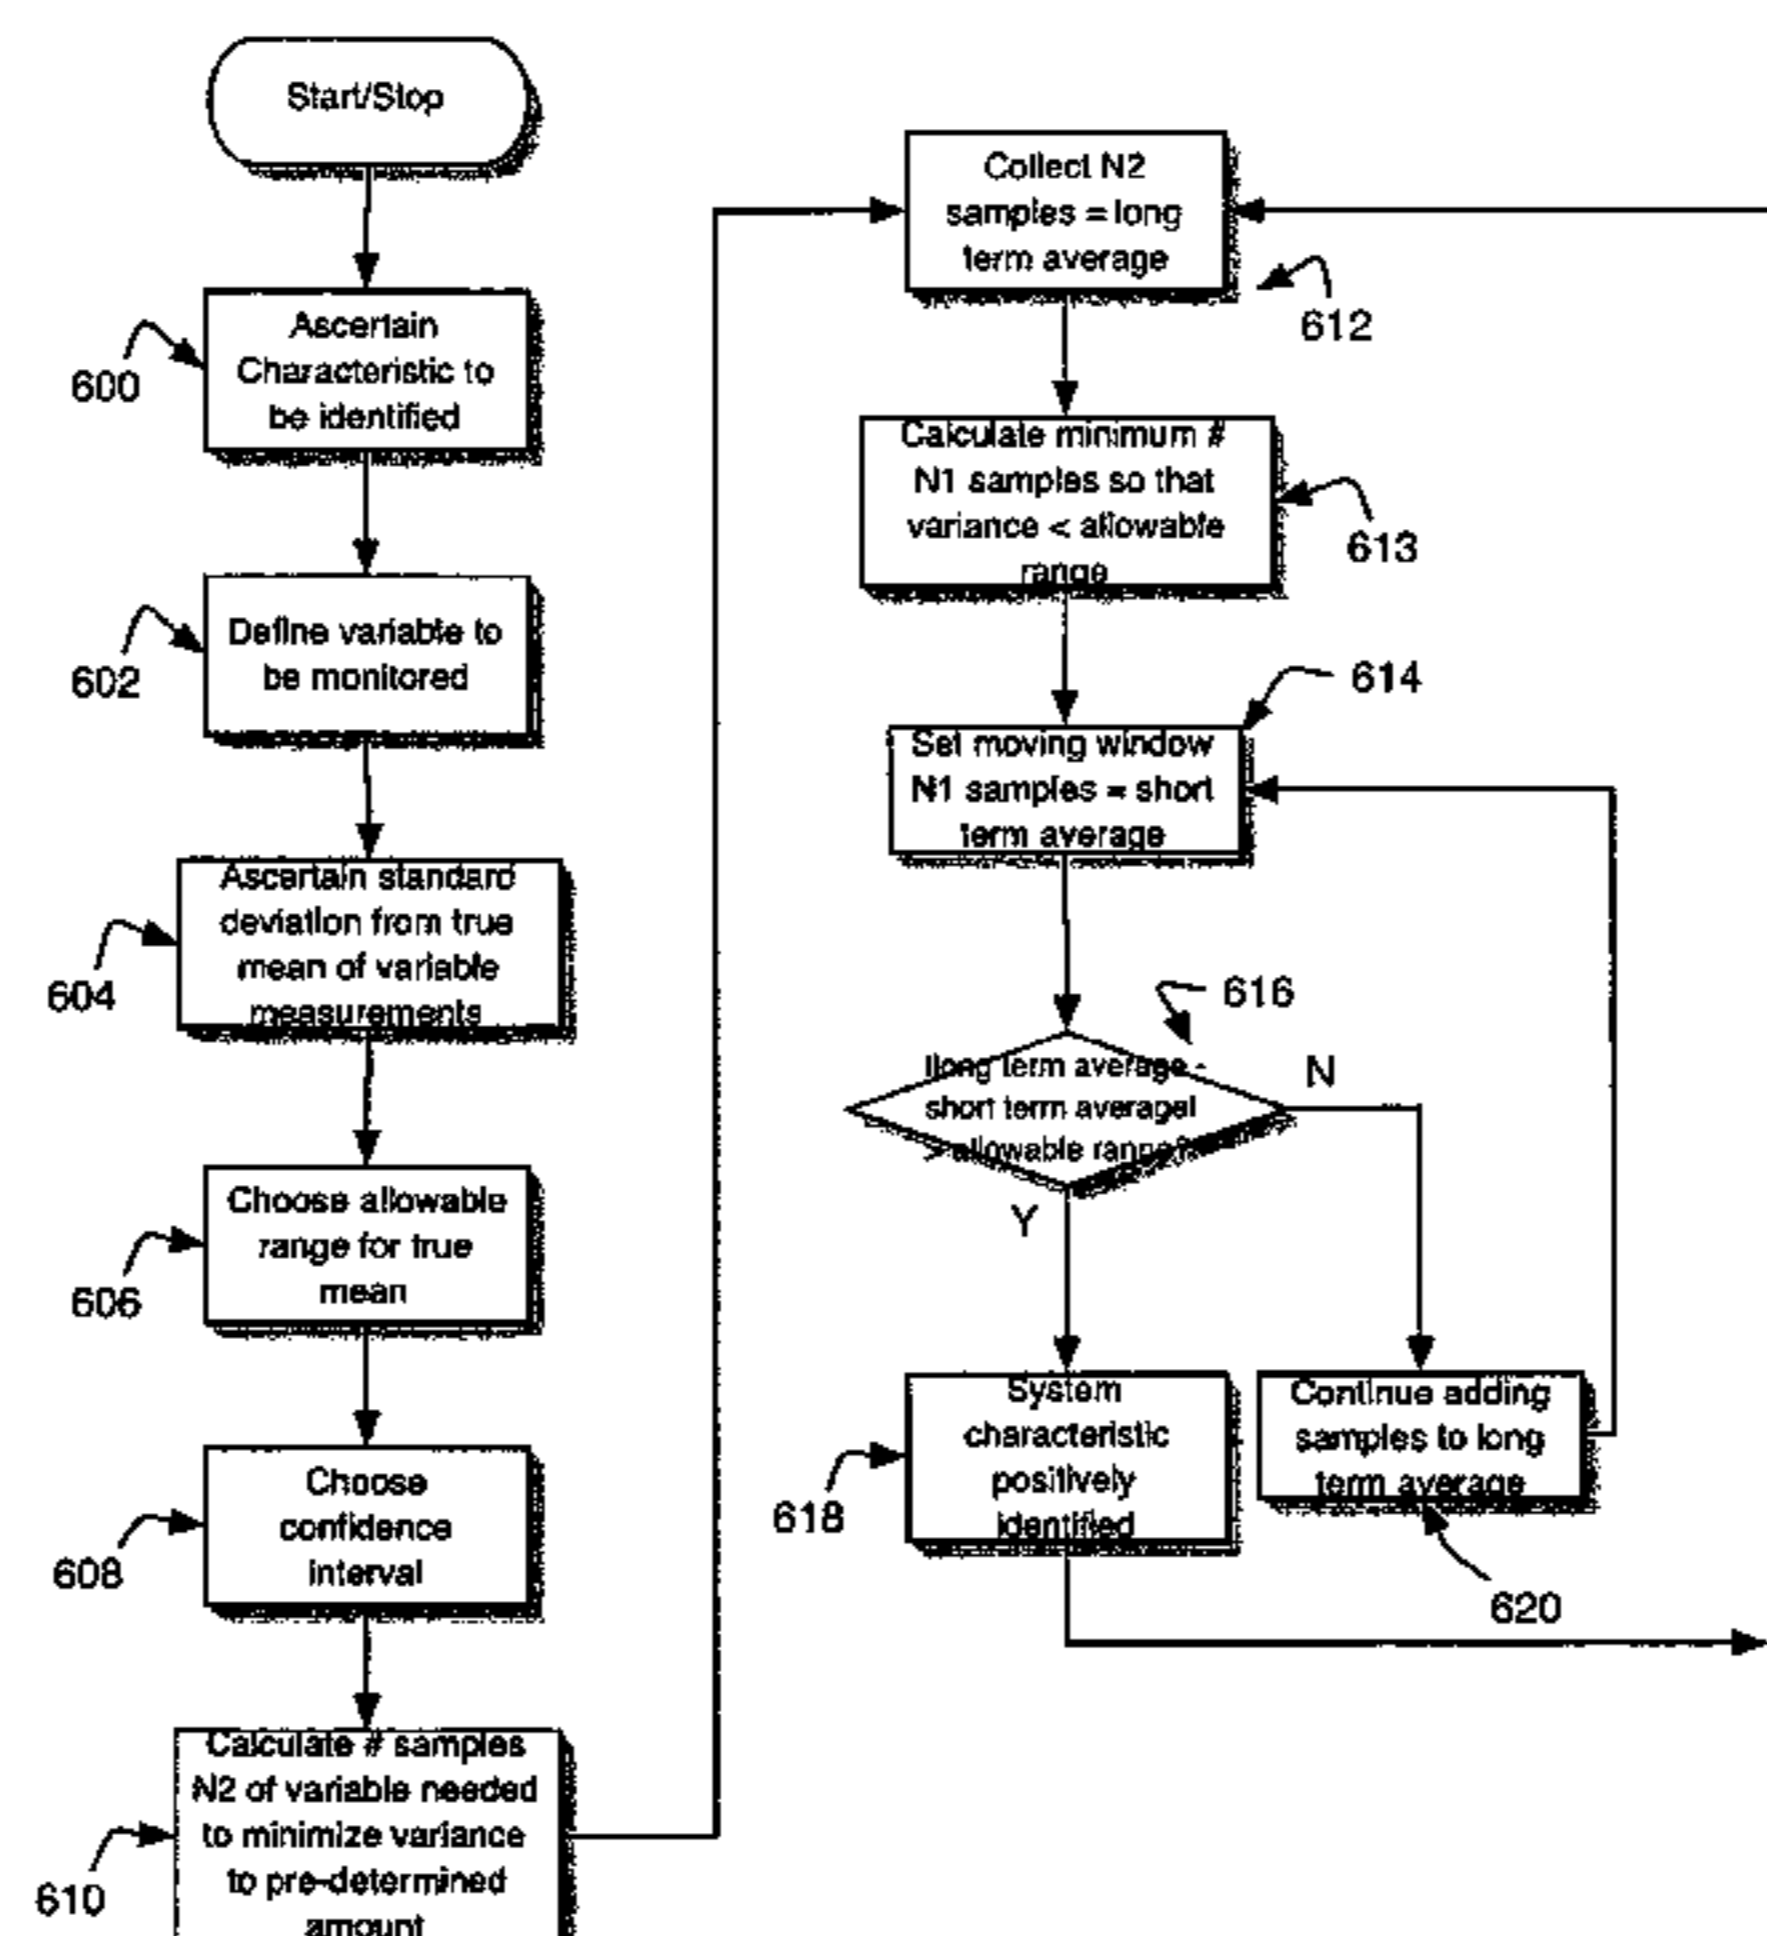 Start/Stop
600
Ascertain
Characteristic to
be identified
602
Define variable to
be monitored
604
Ascertain standard
deviation from true
mean of variable
measurements
606
Choose allowable
range for true
mean
608
Choose
confidence
interval
610
Calculate # samples
N2 of variable needed
to minimize variance
to pre-determined
amount
Collect N2
samples = long
term average
612
Calculate minimum #
N1 samples so that
variance < allowable
range
613
614
Set moving window
N1 samples = short
term average
616
|long term average -
short term average|
> allowable range?
N
Y
618
System
characteristic
positively
identified
Continue adding
samples to long
term average
620